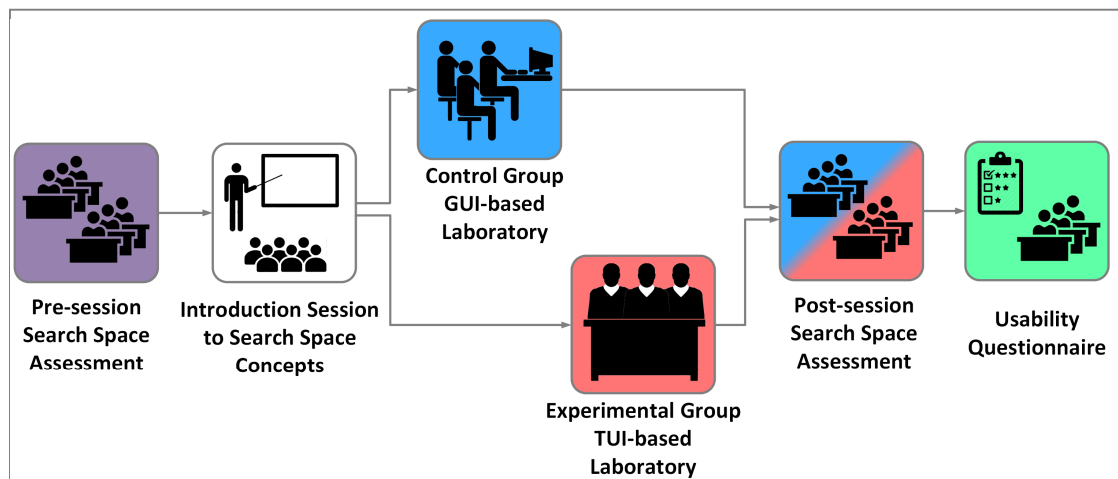 Pre-session
Search Space
Assessment
Introduction Session
to Search Space
Concepts
Control Group
GUI-based
Laboratory
Experimental Group
TUI-based
Laboratory
Post-session
Search Space
Assessment
Usability
Questionnaire